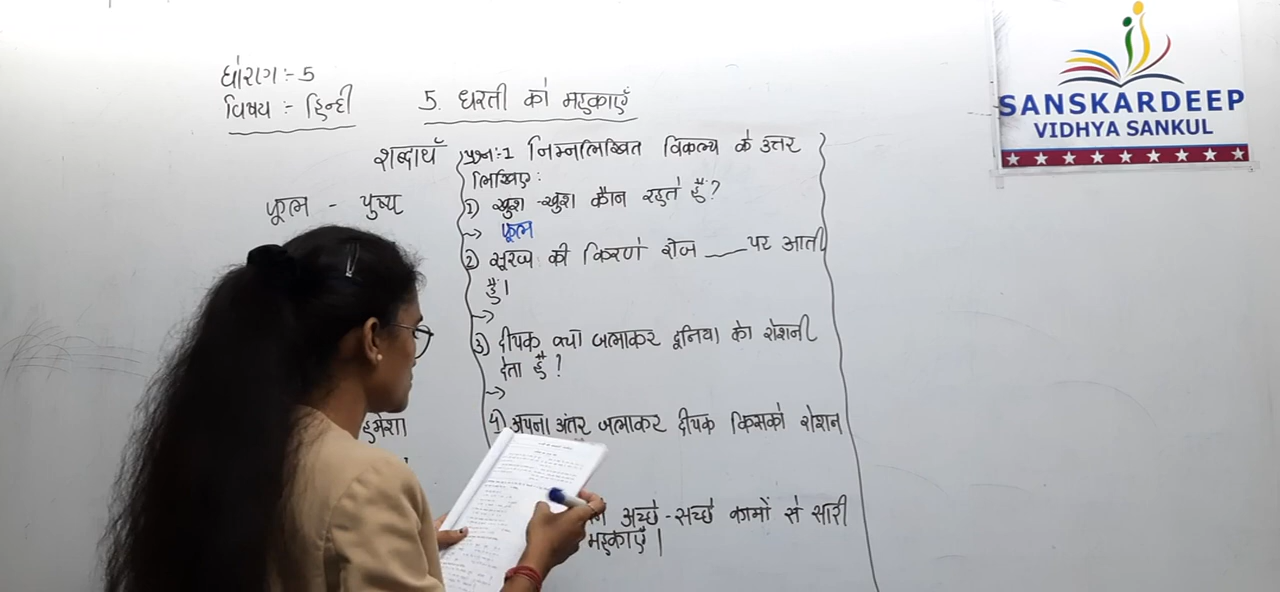 धोरण :- 5
विषय :- हिन्दी
5. धरती को महकाएँ
शब्दार्थ
फूल - पुष्प
हमेशा
प्रश्न:-1 निम्नलिखित विकल्प के उत्तर
लिखिए:
1) खुश -खुश कौन रहते हैं?
→ फूल
2) सूरज की किरणे रोज ___ पर आती
हैं।
→
3) दीपक क्या जलाकर दूनिया को रोशनी
देता हैं?
→
4) अपना अंतर जलाकर दीपक किसको रोशन
अच्छे - सच्छे कामों से सारी
महकाएँ।
SANSKARDEEP
VIDHYA SANKUL